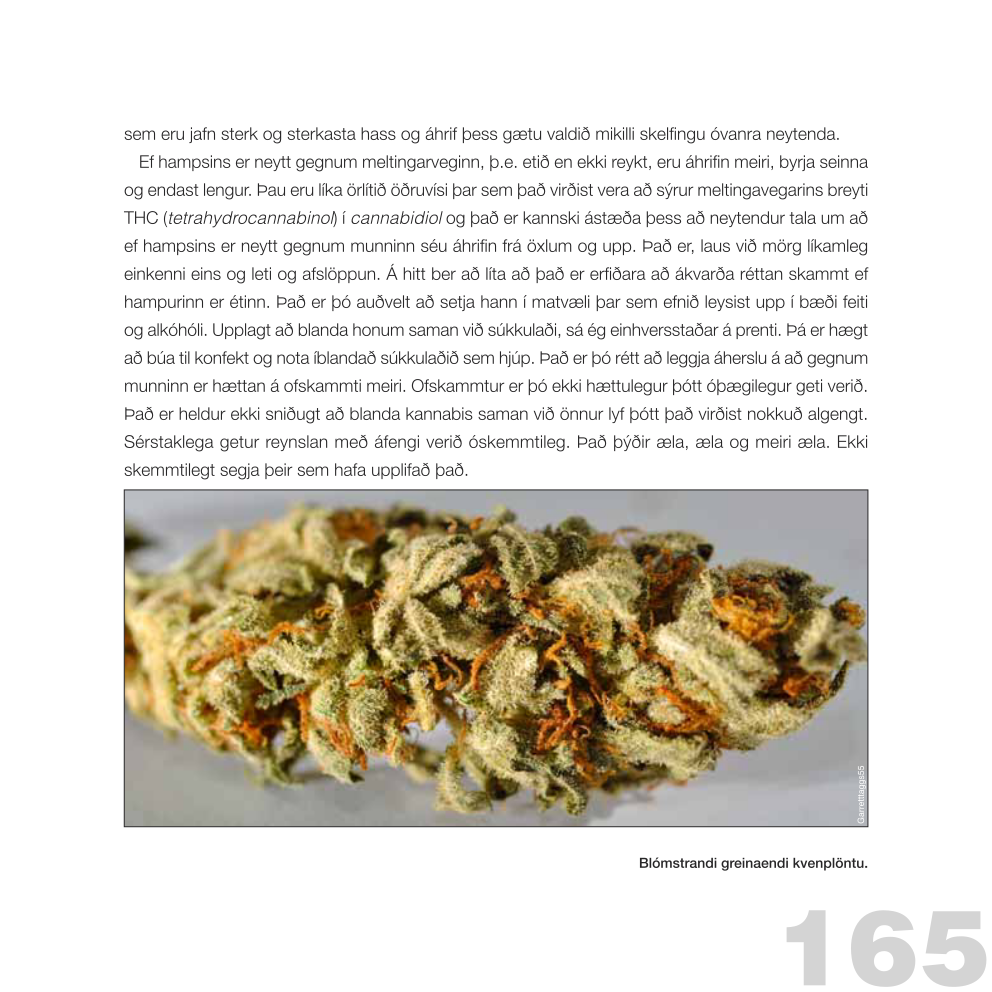 sem eru jafn sterk og sterkasta hass og áhrif þess gætu valdið mikilli skelfingu óvanra neytenda.
Ef hampsins er neytt gegnum meltingarveginn, þ.e. etið en ekki reykt, eru áhrifin meiri, byrja seinna
og endast lengur. Þau eru líka örlítið öðruvísi þar sem það virðist vera að sýrur meltingavegarins breyti
THC (tetrahydrocannabinol) í cannabidiol og það er kannski ástæða þess að neytendur tala um að
ef hampsins er neytt gegnum munninn séu áhrifin frá öxlum og upp. Það er, laus við mörg líkamleg
einkenni eins og leti og afslöppun. Á hitt ber að líta að það er erfiðara að ákvarða réttan skammt ef
hampurinn er étinn. Það er þó auðvelt að setja hann í matvæli þar sem efnið leysist upp í bæði feiti
og alkóhóli. Upplagt að blanda honum saman við súkkulaði, sá ég einhversstaðar á prenti. Þá er hægt
að búa til konfekt og nota íblandað súkkulaðið sem hjúp. Það er þó rétt að leggja áherslu á að gegnum
munninn er hættan á ofskammti meiri. Ofskammtur er þó ekki hættulegur þótt óþægilegur geti verið.
Það er heldur ekki sniðugt að blanda kannabis saman við önnur lyf þótt það virðist nokkuð algengt.
Sérstaklega getur reynslan með áfengi verið óskemmtileg. Það þýðir æla, æla og meiri æla. Ekki
skemmtilegt segja þeir sem hafa upplifað það.
Garretttaggs55
Blómstrandi greinaendi kvenplöntu.
165